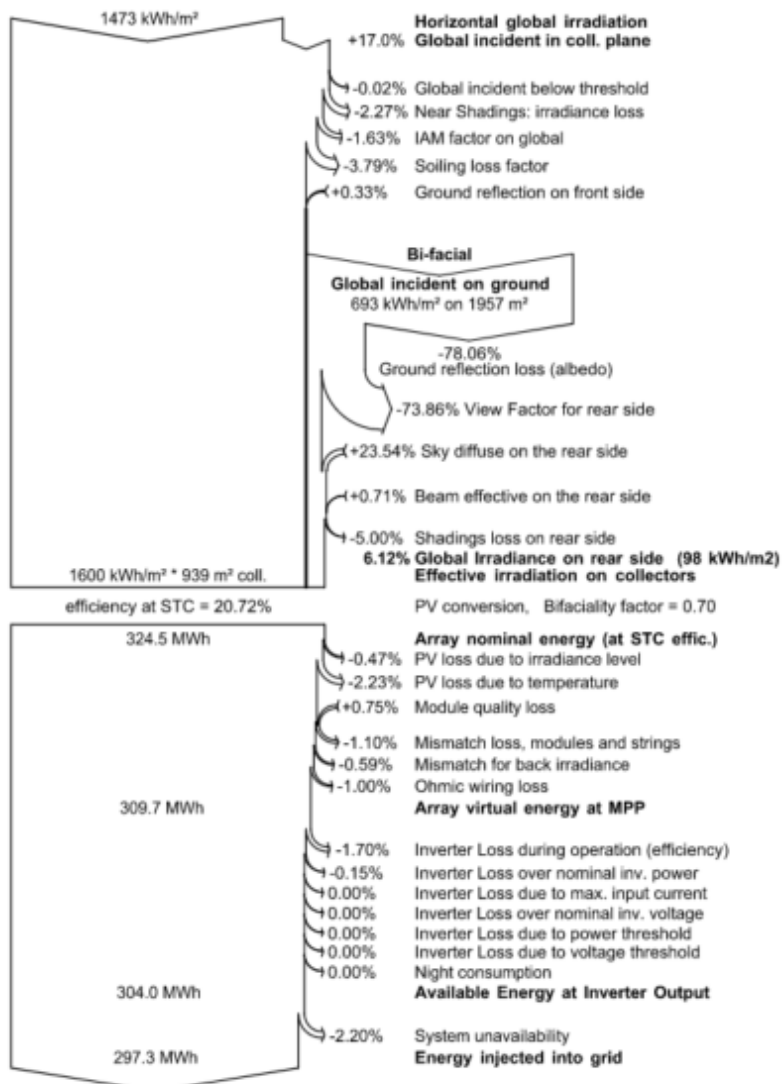 1473 kWh/m² Horizontal global irradiation
+17.0% Global incident in coll. plane
-0.02% Global incident below threshold
-2.27% Near Shadings: irradiance loss
-1.63% IAM factor on global
-3.79% Soiling loss factor
+0.33% Ground reflection on front side
Bi-facial
Global incident on ground
693 kWh/m² on 1957 m²
-78.06%
Ground reflection loss (albedo)
-73.86% View Factor for rear side
+23.54% Sky diffuse on the rear side
+0.71% Beam effective on the rear side
-5.00% Shadings loss on rear side
6.12% Global Irradiance on rear side (98 kWh/m2)
1600 kWh/m² * 939 m² coll. Effective irradiation on collectors
efficiency at STC = 20.72% PV conversion, Bifaciality factor = 0.70
324.5 MWh Array nominal energy (at STC effic.)
-0.47% PV loss due to irradiance level
-2.23% PV loss due to temperature
+0.75% Module quality loss
-1.10% Mismatch loss, modules and strings
-0.59% Mismatch for back irradiance
-1.00% Ohmic wiring loss
309.7 MWh Array virtual energy at MPP
-1.70% Inverter Loss during operation (efficiency)
-0.15% Inverter Loss over nominal inv. power
0.00% Inverter Loss due to max. input current
0.00% Inverter Loss over nominal inv. voltage
0.00% Inverter Loss due to power threshold
0.00% Inverter Loss due to voltage threshold
0.00% Night consumption
304.0 MWh Available Energy at Inverter Output
-2.20% System unavailability
297.3 MWh Energy injected into grid